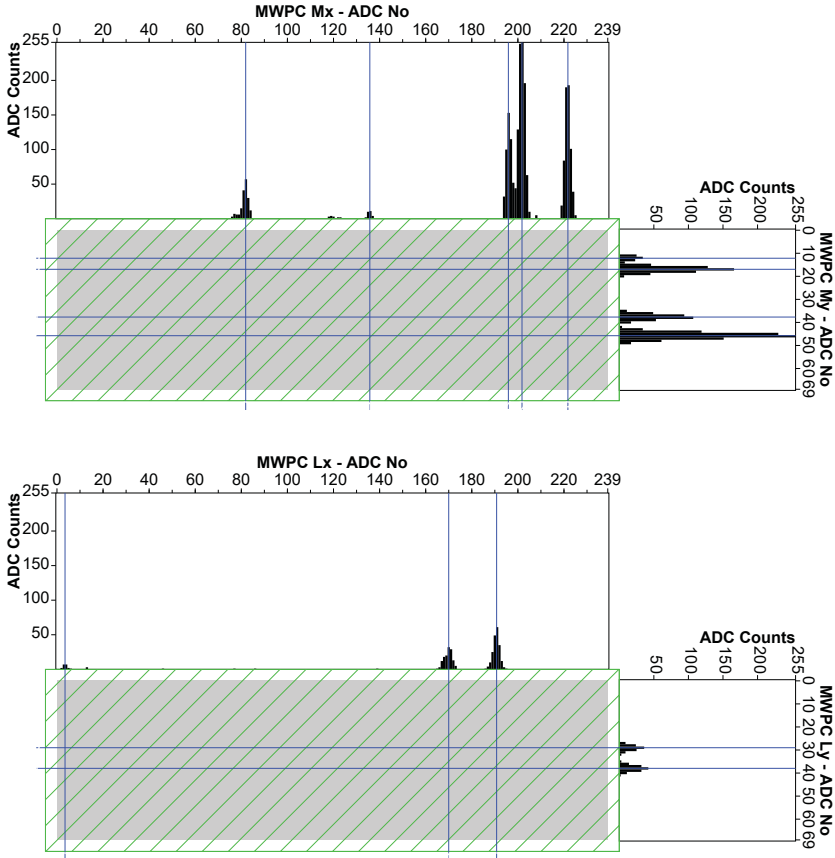 MWPC Mx - ADC No
0 20 40 60 80 100 120 140 160 180 200 220 239
ADC Counts
255
200
150
100
50
ADC Counts
50 100 150 200 255
MWPC My - ADC No
0 10 20 30 40 50 60 69
MWPC Lx - ADC No
0 20 40 60 80 100 120 140 160 180 200 220 239
ADC Counts
255
200
150
100
50
ADC Counts
50 100 150 200 255
MWPC Ly - ADC No
0 10 20 30 40 50 60 69